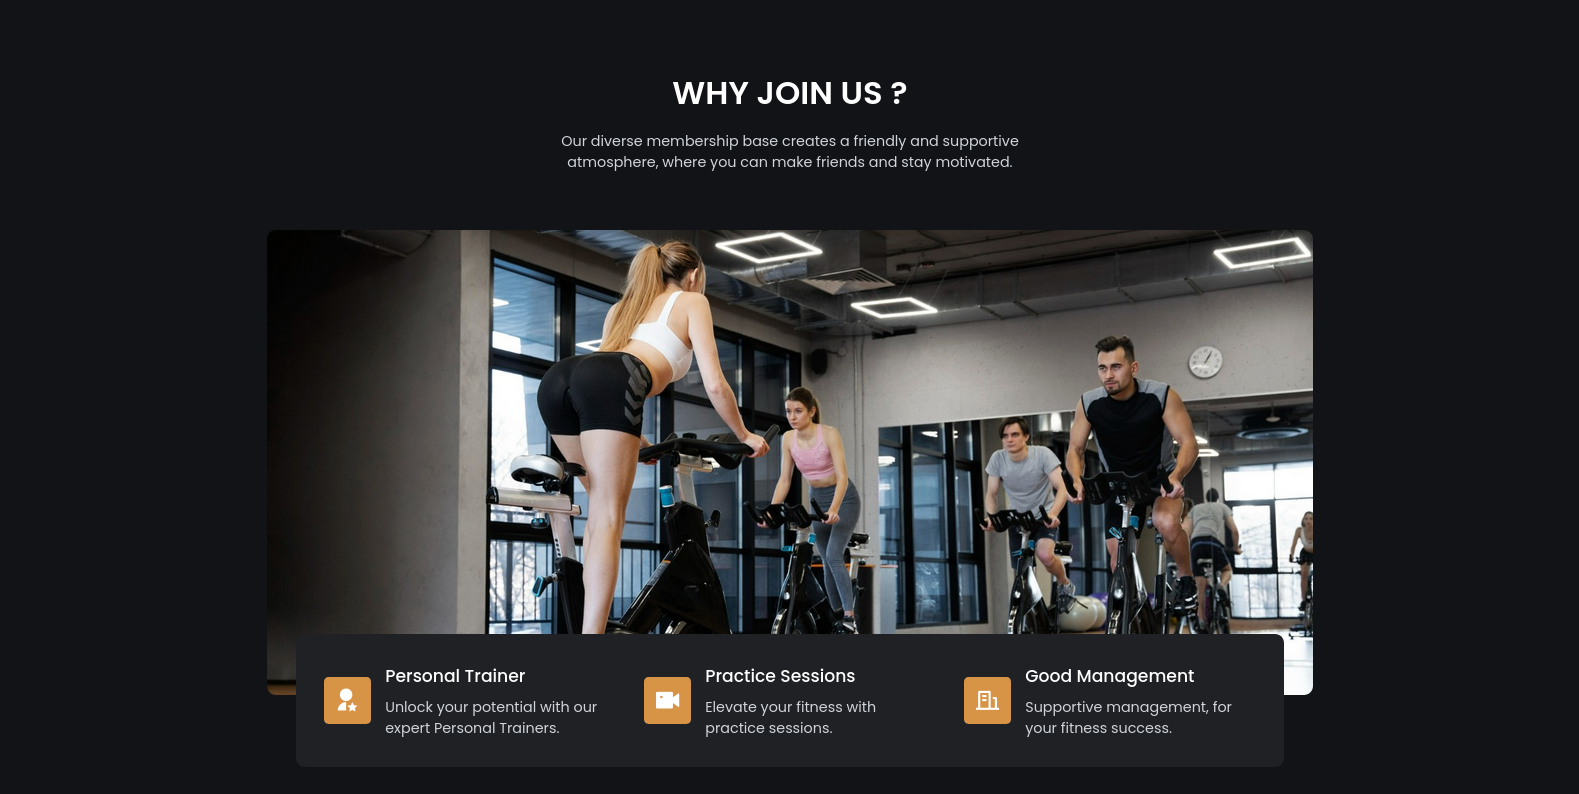 WHY JOIN US ?
Our diverse membership base creates a friendly and supportive
atmosphere, where you can make friends and stay motivated.
Personal Trainer
Unlock your potential with our
expert Personal Trainers.
Practice Sessions
Elevate your fitness with
practice sessions.
Good Management
Supportive management, for
your fitness success.